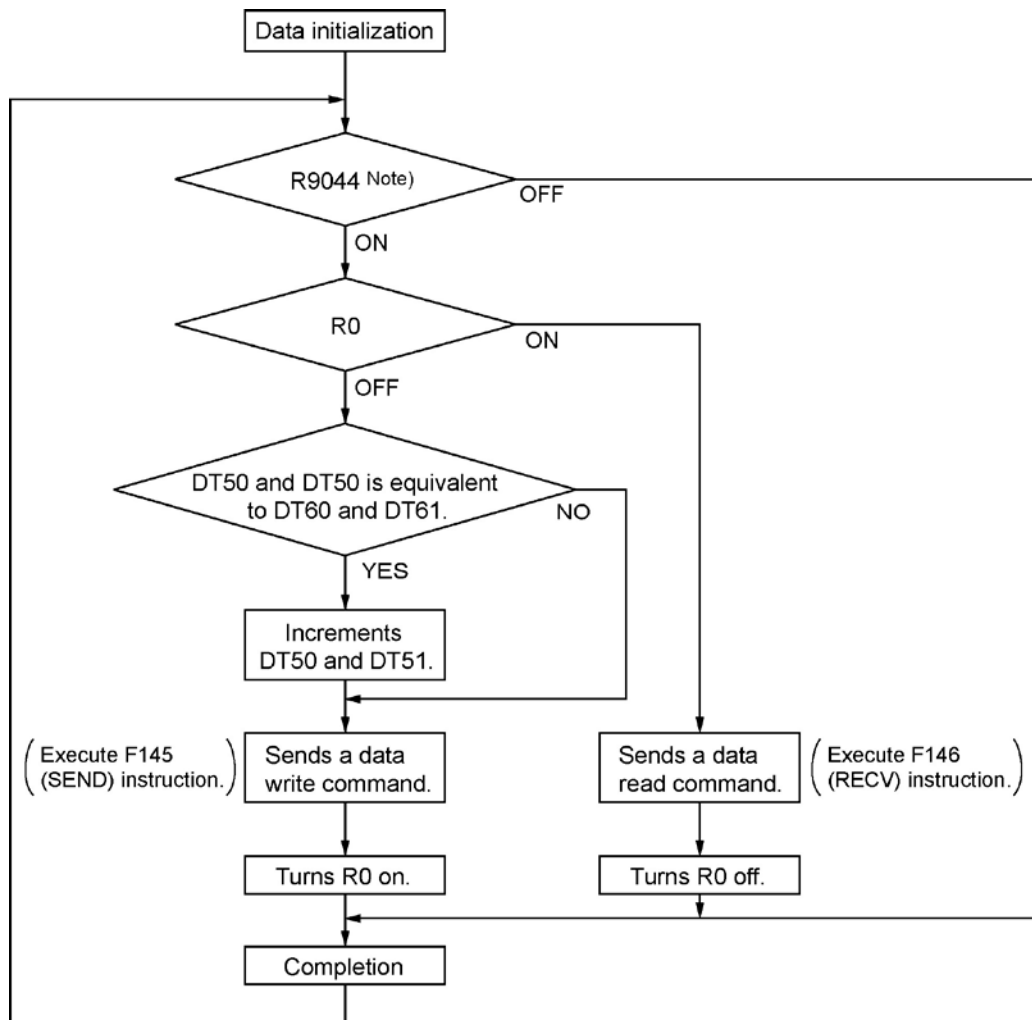 Data initialization
R9044 Note)
OFF
ON
R0
ON
OFF
DT50 and DT50 is equivalent
to DT60 and DT61.
NO
YES
Increments
DT50 and DT51.
(Execute F145
(SEND) instruction.)
Sends a data
write command.
Sends a data
read command.
(Execute F146
(RECV) instruction.)
Turns R0 on.
Turns R0 off.
Completion